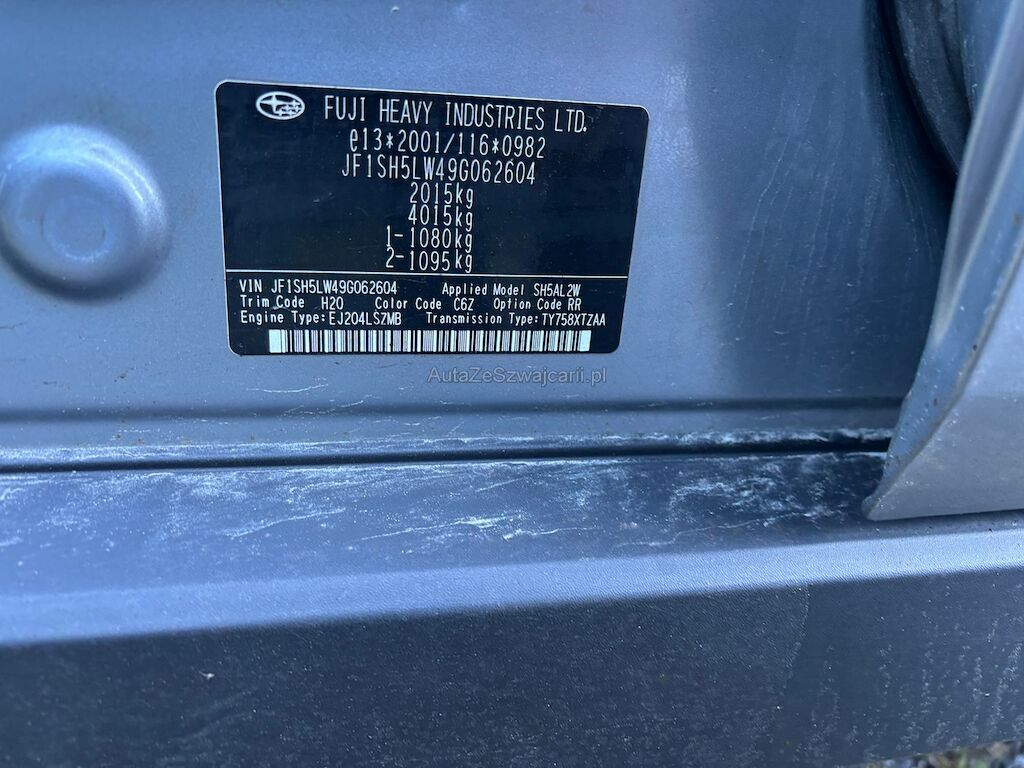 FUJI HEAVY INDUSTRIES LTD.
e13*2001/116*0982
JF1SH5LW49G062604
2015kg
4015kg
1-1080kg
2-1095kg
VIN JF1SH5LW49G062604 Applied Model SH5AL2W
Trim Code H20 Color Code C6Z Option Code RR
Engine Type:EJ204LSZMB Transmission Type:TY758XTZAA
AutaZeSzwajcarii.pl